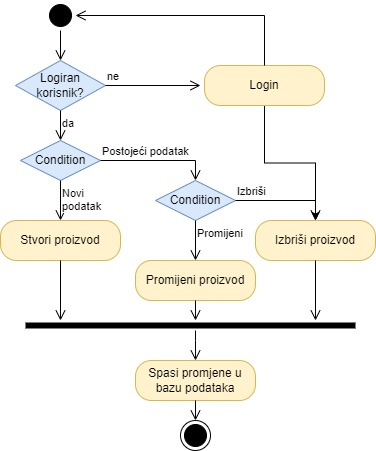 Logiran
korisnik?
ne
Login
da
Condition
Postojeći podatak
Novi
podatak
Condition
Izbriši
Stvori proizvod
Promijeni
Izbriši proizvod
Promijeni proizvod
Spasi promjene u
bazu podataka